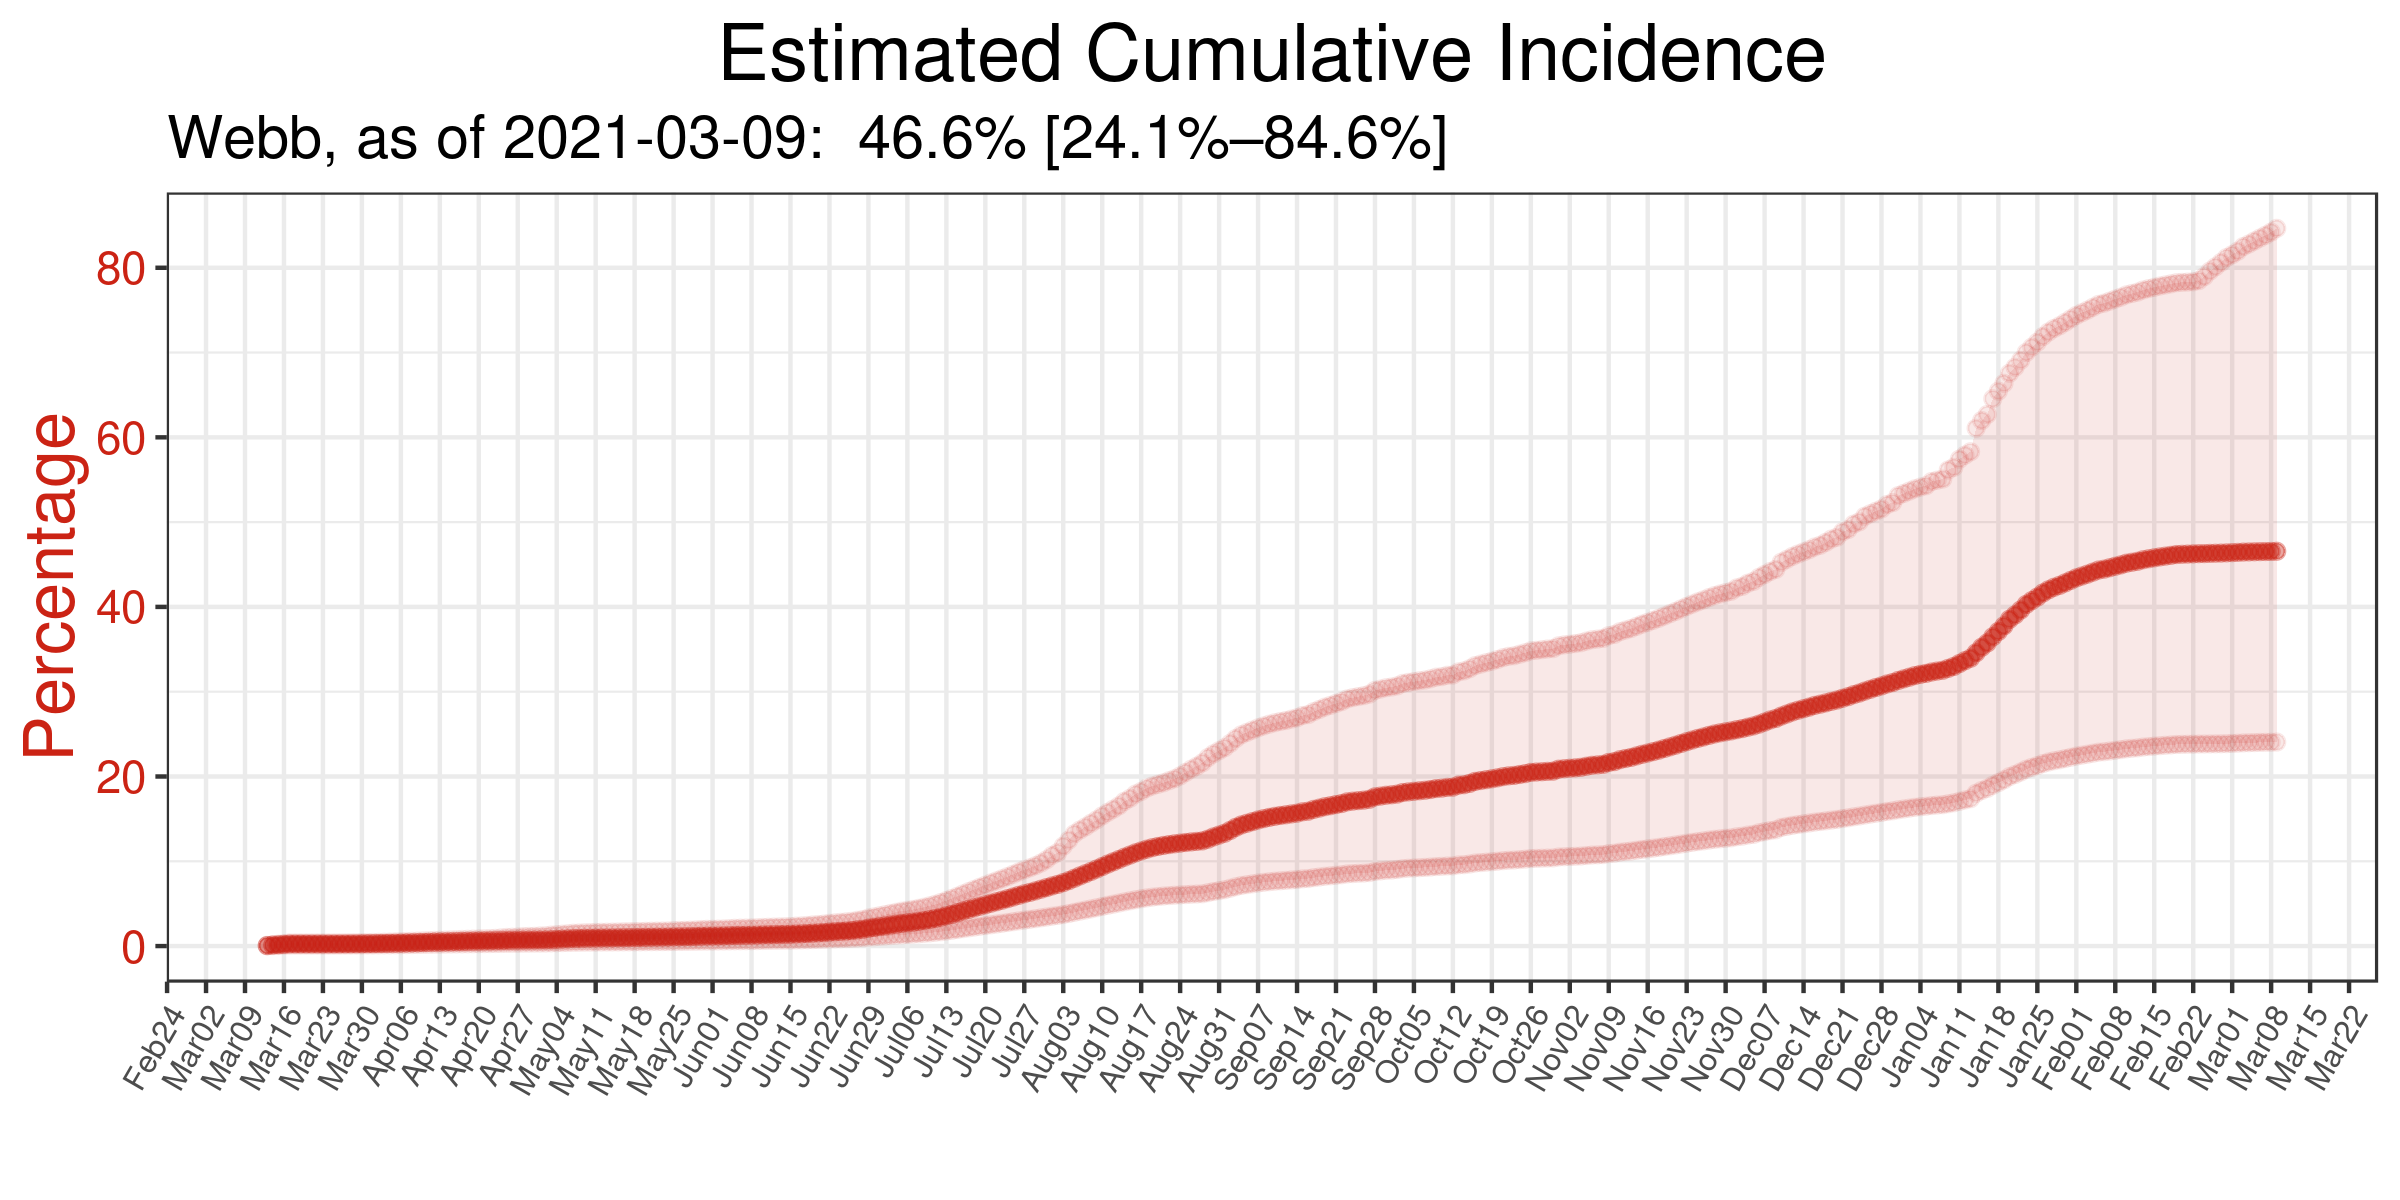 Estimated Cumulative Incidence
Webb, as of 2021-03-09:  46.6% [24.1%–84.6%]
Percentage
80
60
40
20
0
Feb24
Mar02
Mar09
Mar16
Mar23
Mar30
Apr06
Apr13
Apr20
Apr27
May04
May11
May18
May25
Jun01
Jun08
Jun15
Jun22
Jun29
Jul06
Jul13
Jul20
Jul27
Aug03
Aug10
Aug17
Aug24
Aug31
Sep07
Sep14
Sep21
Sep28
Oct05
Oct12
Oct19
Oct26
Nov02
Nov09
Nov16
Nov23
Nov30
Dec07
Dec14
Dec21
Dec28
Jan04
Jan11
Jan18
Jan25
Feb01
Feb08
Feb15
Feb22
Mar01
Mar08
Mar15
Mar22